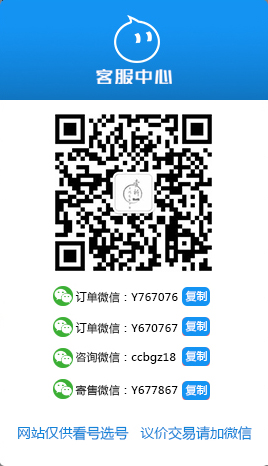 客服中心
订单微信：Y767076 复制
订单微信：Y670767 复制
咨询微信：ccbgz18 复制
寄售微信：Y677867 复制
网站仅供看号选号 议价交易请加微信